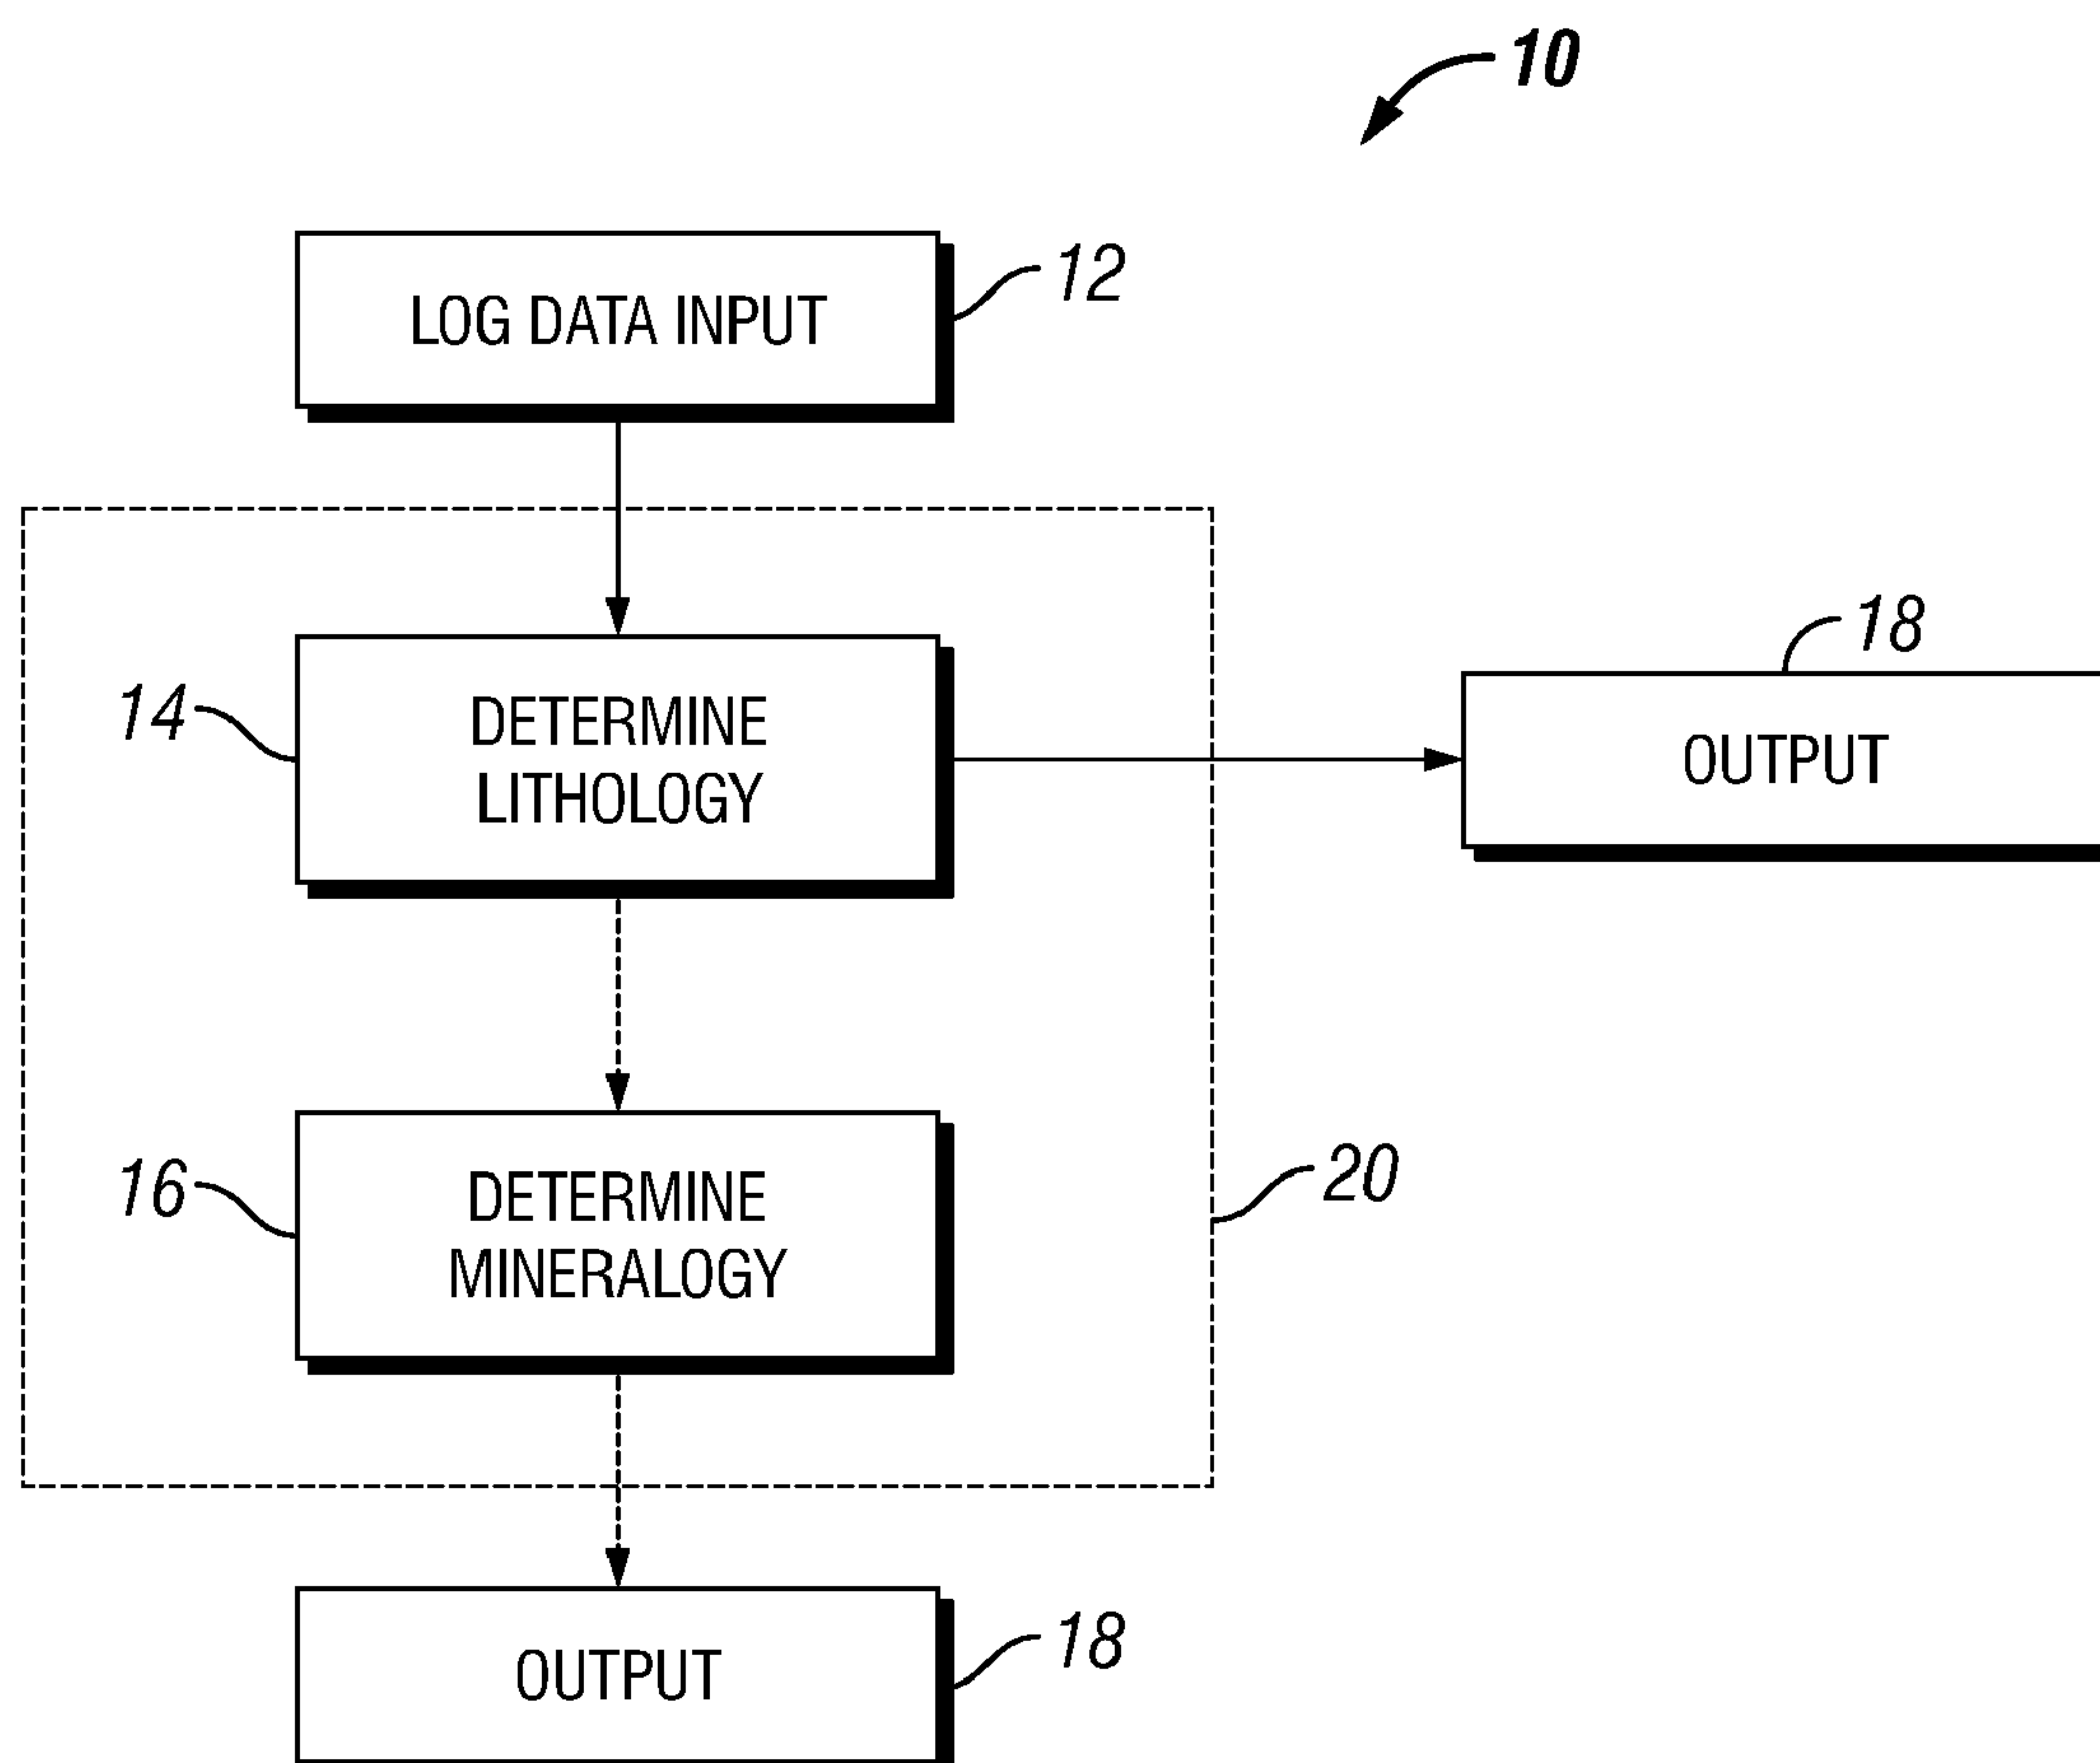 10
LOG DATA INPUT
12
14
DETERMINE
LITHOLOGY
18
OUTPUT
16
DETERMINE
MINERALOGY
20
OUTPUT
18